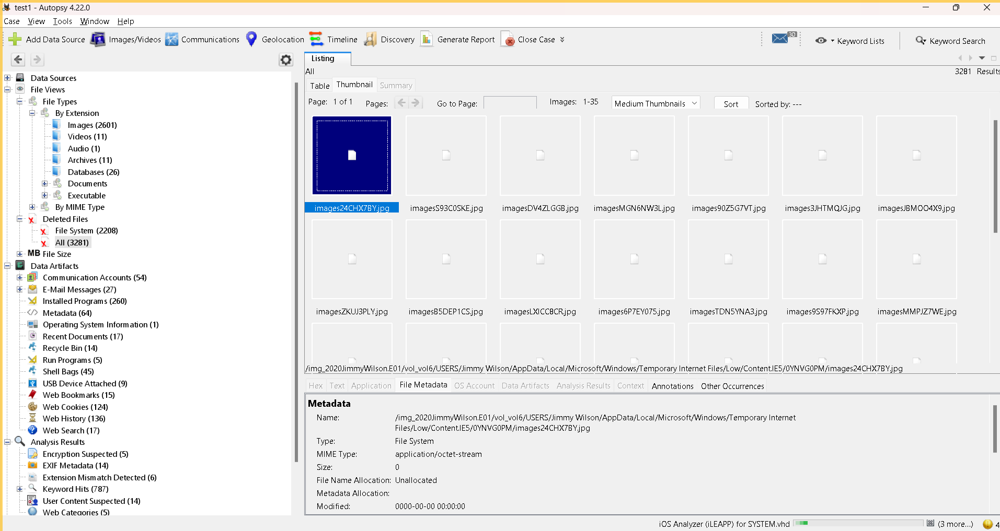 test1 - Autopsy 4.22.0
Case View Tools Window Help
Add Data Source Images/Videos Communications Geolocation Timeline Discovery Generate Report Close Case 30 Keyword Lists Keyword Search
Listing
All 3281 Results
Table Thumbnail Summary
Page: 1 of 1 Pages: Go to Page: Images: 1-35 Medium Thumbnails Sort Sorted by: ---
Data Sources
File Views
File Types
By Extension
Images (2601)
Videos (11)
Audio (1)
Archives (11)
Databases (26)
Documents
Executable
By MIME Type
Deleted Files
File System (2208)
All (3281)
MB File Size
Data Artifacts
Communication Accounts (54)
E-Mail Messages (27)
Installed Programs (260)
Metadata (64)
Operating System Information (1)
Recent Documents (17)
Recycle Bin (14)
Run Programs (5)
Shell Bags (45)
USB Device Attached (9)
Web Bookmarks (15)
Web Cookies (124)
Web History (136)
Web Search (17)
Analysis Results
Encryption Suspected (5)
EXIF Metadata (14)
Extension Mismatch Detected (6)
Keyword Hits (787)
User Content Suspected (14)
Web Categories (5)
images24CHX7BY.jpg imagesS93C0SKE.jpg imagesDV4ZLGGB.jpg imagesMGN6NW3L.jpg images90Z5G7VT.jpg images3JHTMQJG.jpg imagesJBMOO4X9.jpg
imagesZKUJ3PLY.jpg imagesB5DEP1CS.jpg imagesLXICC8CR.jpg images6P7EY075.jpg imagesTDN5YNA3.jpg images9S97FKXP.jpg imagesMMPJZ7WE.jpg
/img_2020JimmyWilson.E01/vol_vol6/USERS/Jimmy Wilson/AppData/Local/Microsoft/Windows/Temporary Internet Files/Low/Content.IE5/0YNVG0PM/images24CHX7BY.jpg
Hex Text Application File Metadata OS Account Data Artifacts Analysis Results Context Annotations Other Occurrences
Metadata
Name: /img_2020JimmyWilson.E01/vol_vol6/USERS/Jimmy Wilson/AppData/Local/Microsoft/Windows/Temporary Internet
Files/Low/Content.IE5/0YNVG0PM/images24CHX7BY.jpg
Type: File System
MIME Type: application/octet-stream
Size: 0
File Name Allocation: Unallocated
Metadata Allocation:
Modified: 0000-00-00 00:00:00
iOS Analyzer (iLEAPP) for SYSTEM.vhd (3 more...) 4